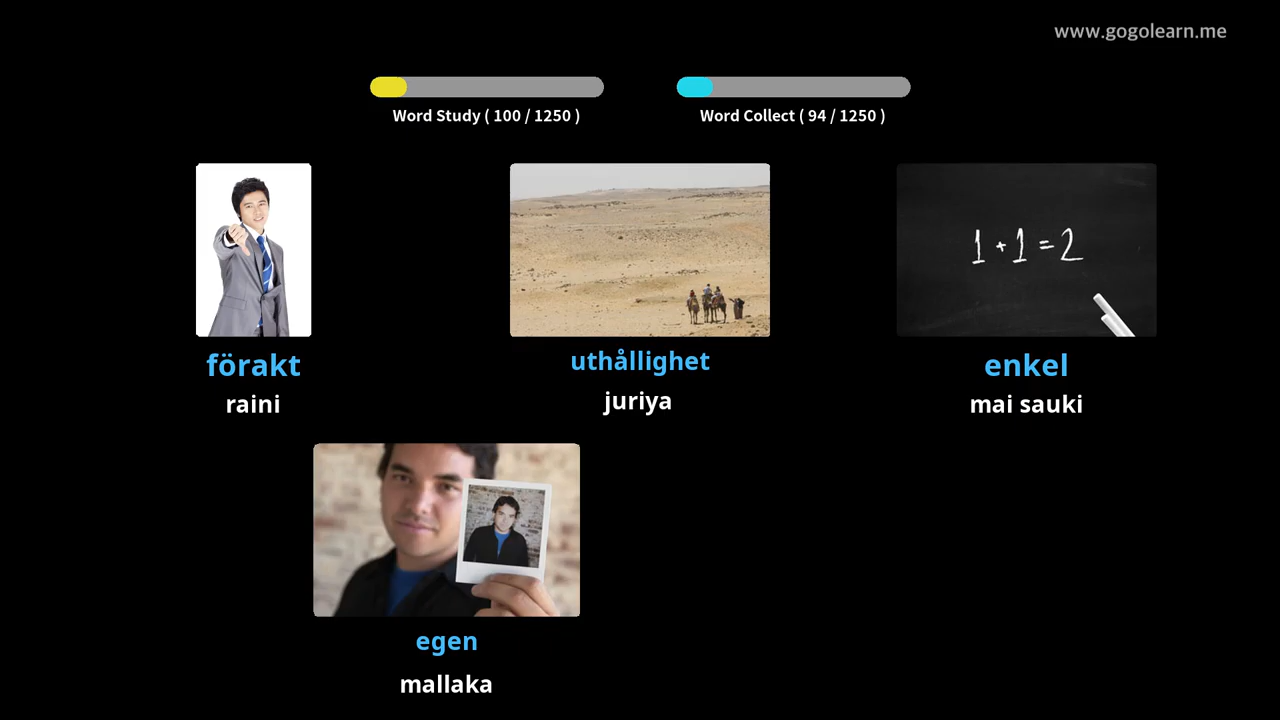 www.gogolearn.me
Word Study ( 100 / 1250 )
Word Collect ( 94 / 1250 )
1 + 1 = 2
förakt
raini
uthållighet
juriya
enkel
mai sauki
egen
mallaka